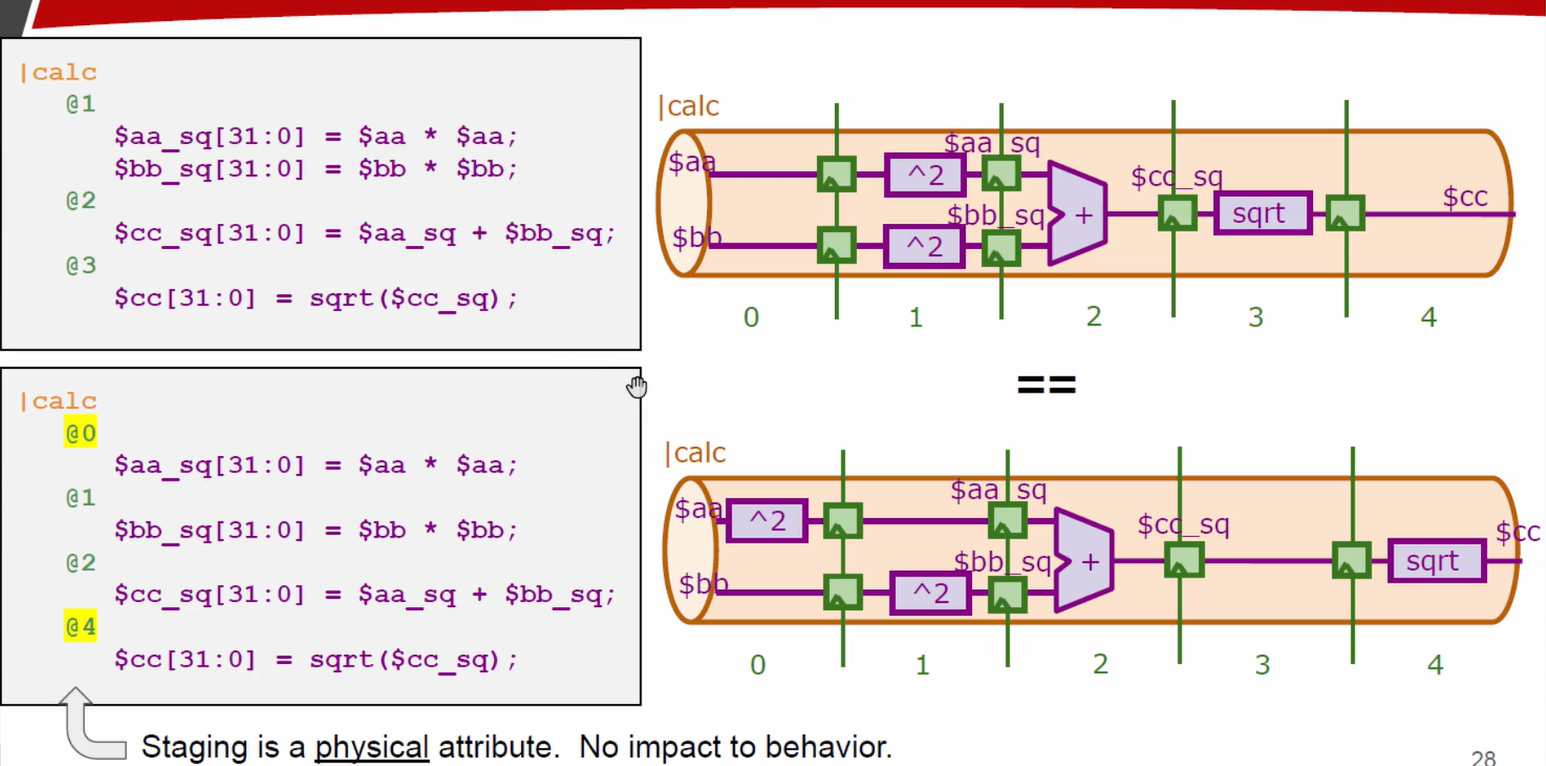 |calc
@1
$aa_sq[31:0] = $aa * $aa;
$bb_sq[31:0] = $bb * $bb;
@2
$cc_sq[31:0] = $aa_sq + $bb_sq;
@3
$cc[31:0] = sqrt($cc_sq);
|calc
$aa ^2 $aa_sq
$bb ^2 $bb_sq + $cc_sq sqrt $cc
0 1 2 3 4
==
|calc
@0
$aa_sq[31:0] = $aa * $aa;
@1
$bb_sq[31:0] = $bb * $bb;
@2
$cc_sq[31:0] = $aa_sq + $bb_sq;
@4
$cc[31:0] = sqrt($cc_sq);
|calc
$aa ^2 $aa_sq
$bb ^2 $bb_sq + $cc_sq sqrt $cc
0 1 2 3 4
Staging is a physical attribute. No impact to behavior.
28